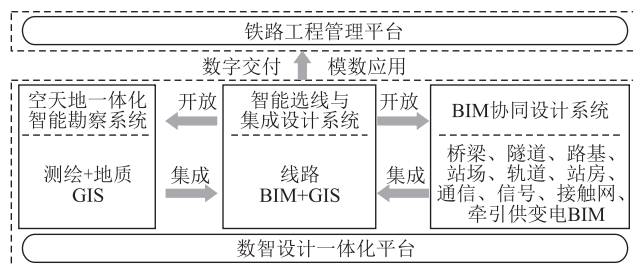 铁路工程管理平台
数字交付 模数应用
空天地一体化
智能勘察系统
开放
智能选线与
集成设计系统
开放
BIM协同设计系统
测绘+地质
GIS
集成
线路
BIM+GIS
集成
桥梁、隧道、路基、
站场、轨道、站房、
通信、信号、接触网、
牵引供变电BIM
数智设计一体化平台